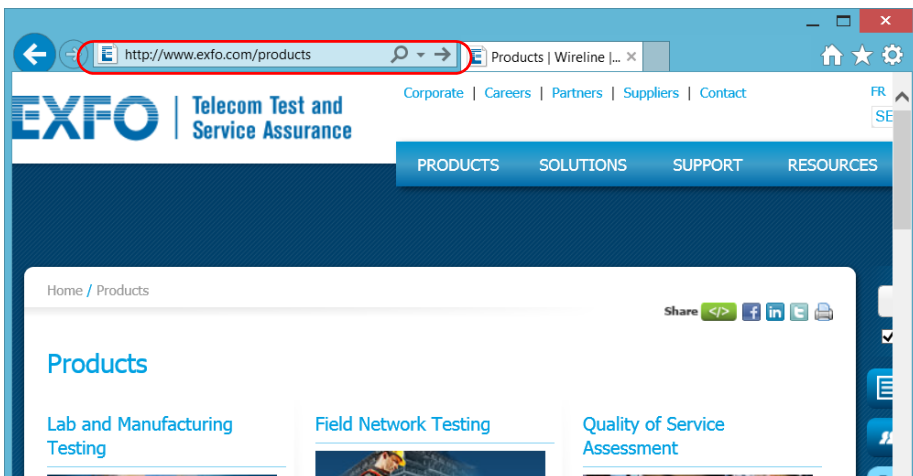 http://www.exfo.com/products
Products | Wireline |...
EXFO
Telecom Test and
Service Assurance
Corporate | Careers | Partners | Suppliers | Contact
FR
SE
PRODUCTS SOLUTIONS SUPPORT RESOURCES
Home / Products
Share
Products
Lab and Manufacturing
Testing
Field Network Testing
Quality of Service
Assessment